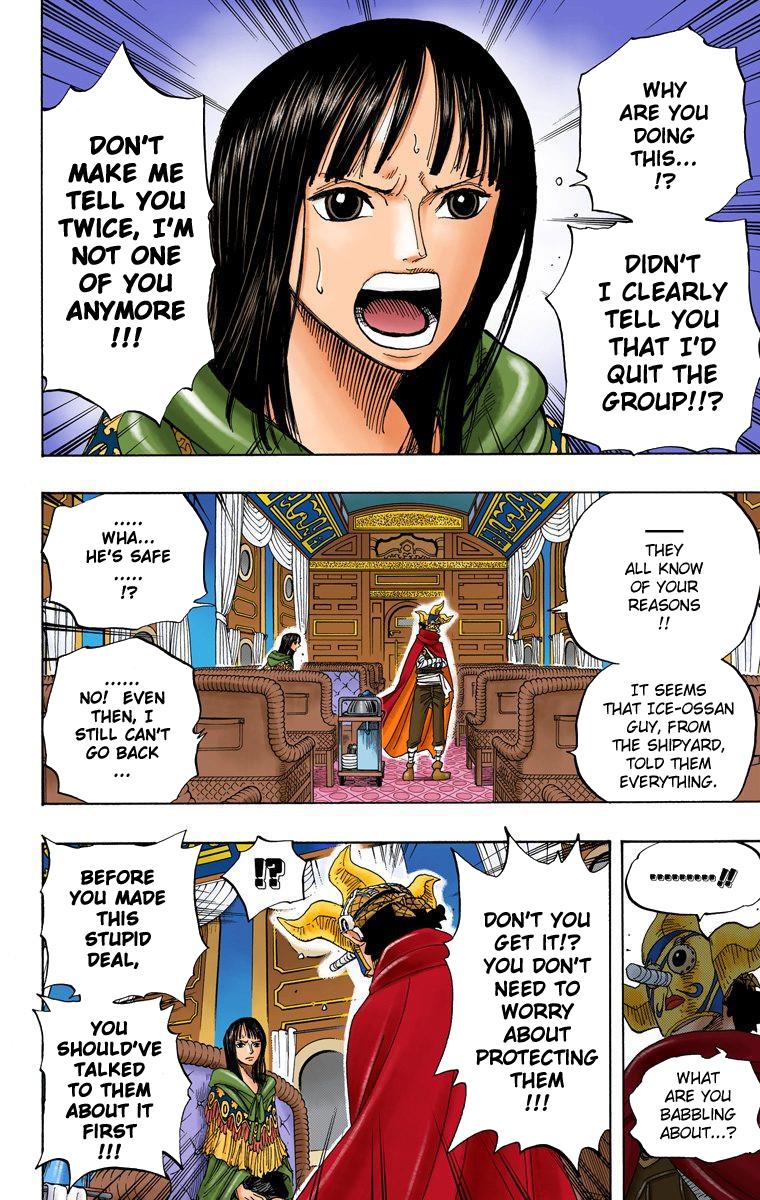 WHY
ARE YOU
DOING
THIS...
!?
DIDN'T
I CLEARLY
TELL YOU
THAT I'D
QUIT THE
GROUP!!?
DON'T
MAKE ME
TELL YOU
TWICE, I'M
NOT ONE
OF YOU
ANYMORE
!!!
—
THEY
ALL KNOW
OF YOUR
REASONS
!!
IT SEEMS
THAT ICE-OSSAN
GUY, FROM
THE SHIPYARD,
TOLD THEM
EVERYTHING.
.....
WHA...
HE'S SAFE
.....
!?
......
NO! EVEN
THEN, I
STILL CAN'T
GO BACK
...
..........!!
WHAT
ARE YOU
BABBLING
ABOUT...?
DON'T YOU
GET IT!?
YOU DON'T
NEED TO
WORRY
ABOUT
PROTECTING
THEM
!!!
!?
BEFORE
YOU MADE
THIS
STUPID
DEAL,
YOU
SHOULD'VE
TALKED
TO THEM
ABOUT IT
FIRST
!!!